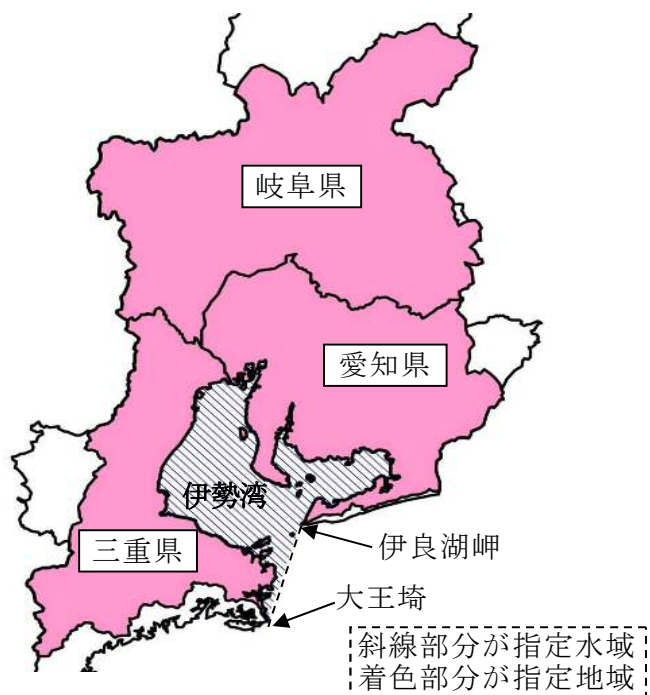 岐阜県
愛知県
伊勢湾
三重県
伊良湖岬
大王埼
斜線部分が指定水域
着色部分が指定地域